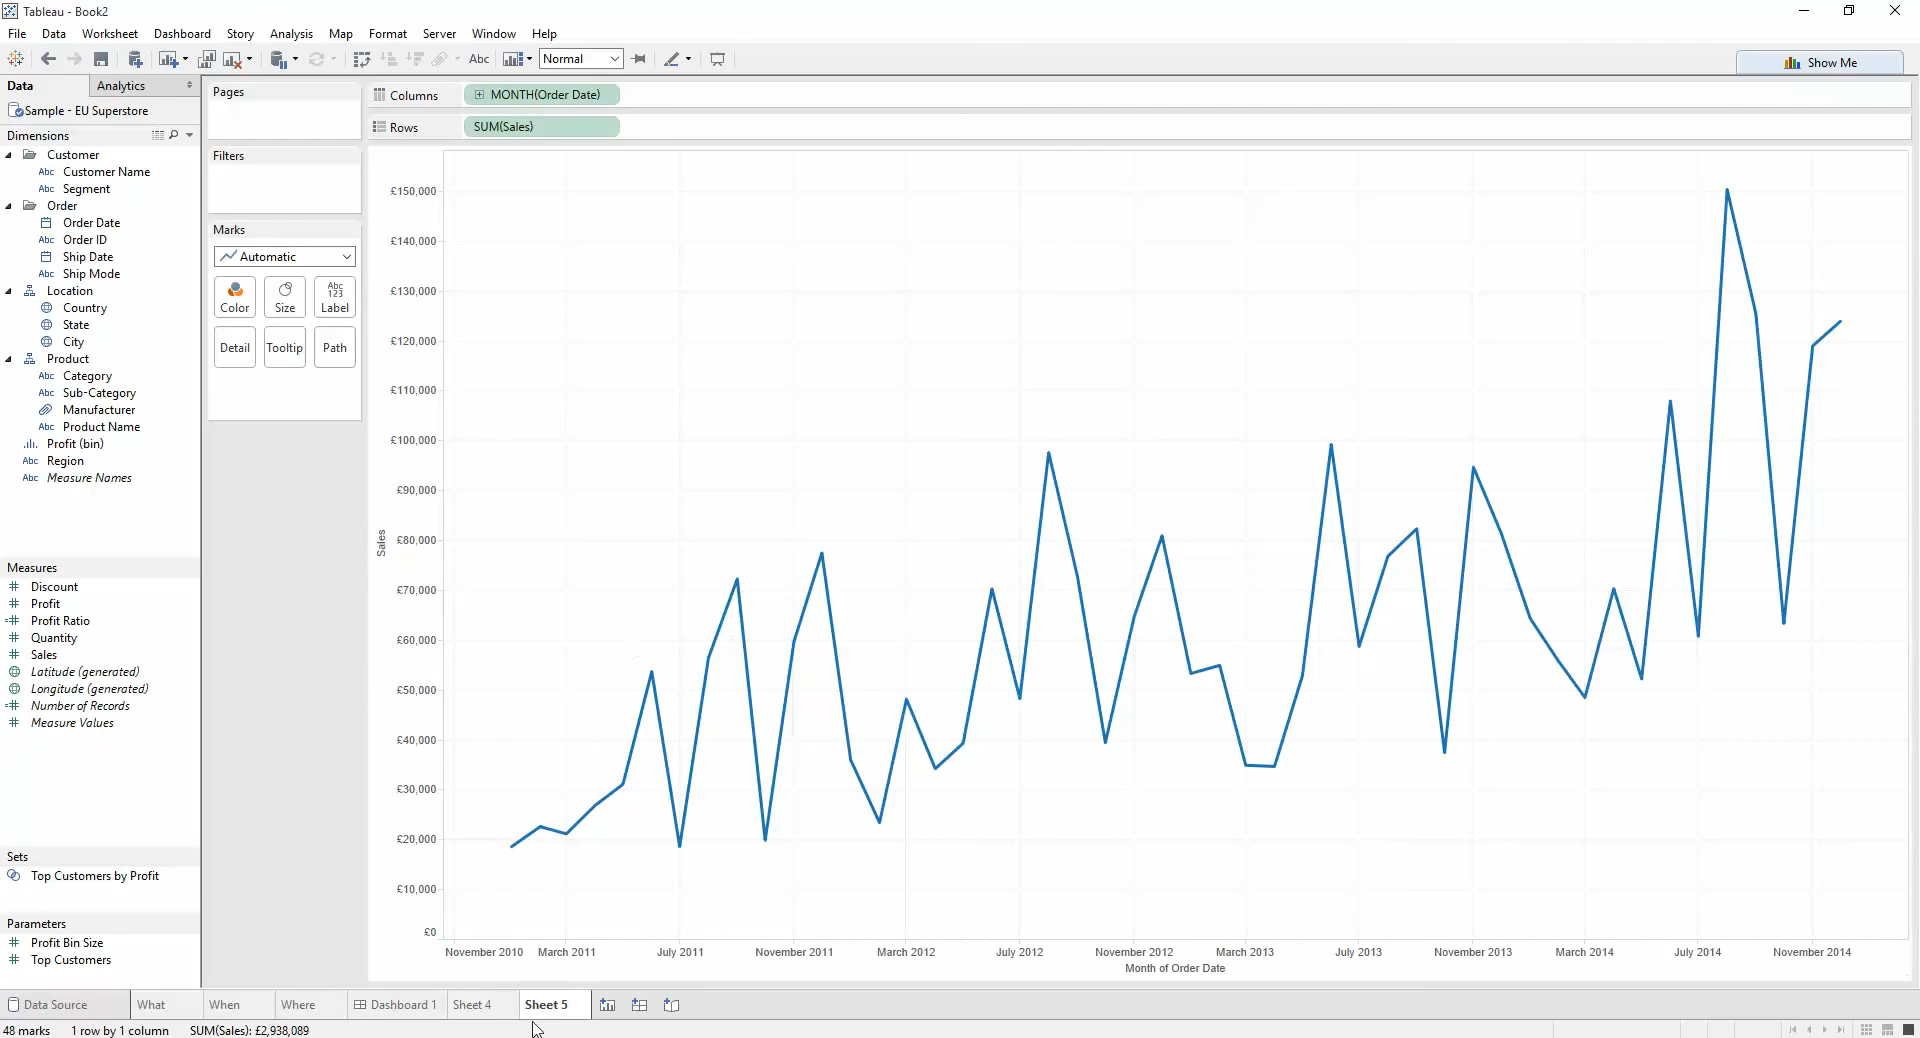 Tableau - Book2
File Data Worksheet Dashboard Story Analysis Map Format Server Window Help
Abc Normal Show Me
Data Analytics
Sample - EU Superstore
Dimensions
Customer
Abc Customer Name
Abc Segment
Order
Order Date
Abc Order ID
Ship Date
Abc Ship Mode
Location
Country
State
City
Product
Abc Category
Abc Sub-Category
Manufacturer
Abc Product Name
Profit (bin)
Abc Region
Abc Measure Names
Measures
# Discount
# Profit
=# Profit Ratio
# Quantity
# Sales
Latitude (generated)
Longitude (generated)
=# Number of Records
# Measure Values
Sets
Top Customers by Profit
Parameters
# Profit Bin Size
# Top Customers
Pages
Filters
Marks
Automatic
Color Size Abc 123 Label
Detail Tooltip Path
Columns MONTH(Order Date)
Rows SUM(Sales)
£150,000
£140,000
£130,000
£120,000
£110,000
£100,000
£90,000
£80,000
£70,000
£60,000
£50,000
£40,000
£30,000
£20,000
£10,000
£0
Sales
November 2010 March 2011 July 2011 November 2011 March 2012 July 2012 November 2012 March 2013 July 2013 November 2013 March 2014 July 2014 November 2014
Month of Order Date
Data Source What When Where Dashboard 1 Sheet 4 Sheet 5
48 marks 1 row by 1 column SUM(Sales): £2,938,089